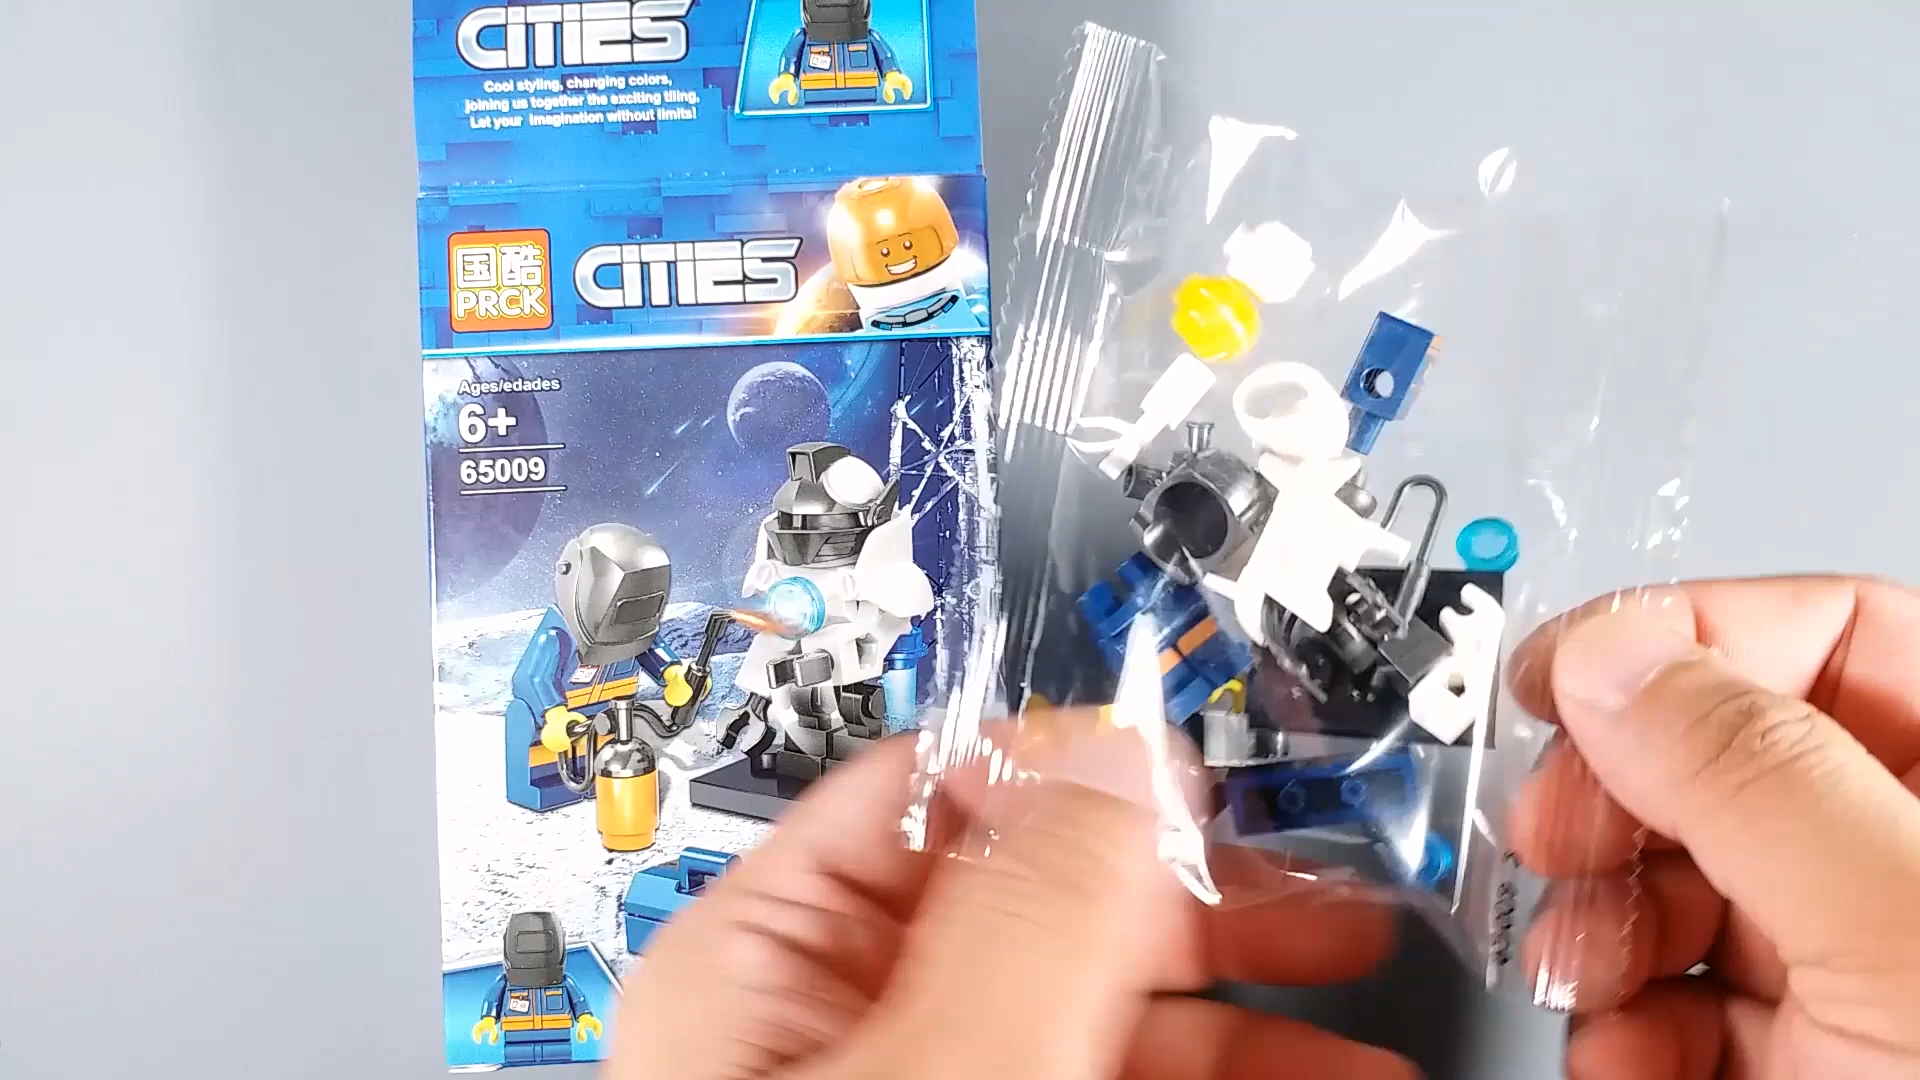 CITIES
Cool styling, changing colors,
joining us together the exciting tiling,
Let your imagination without limits!
国酷
PRCK
CITIES
Ages/edades
6+
65009